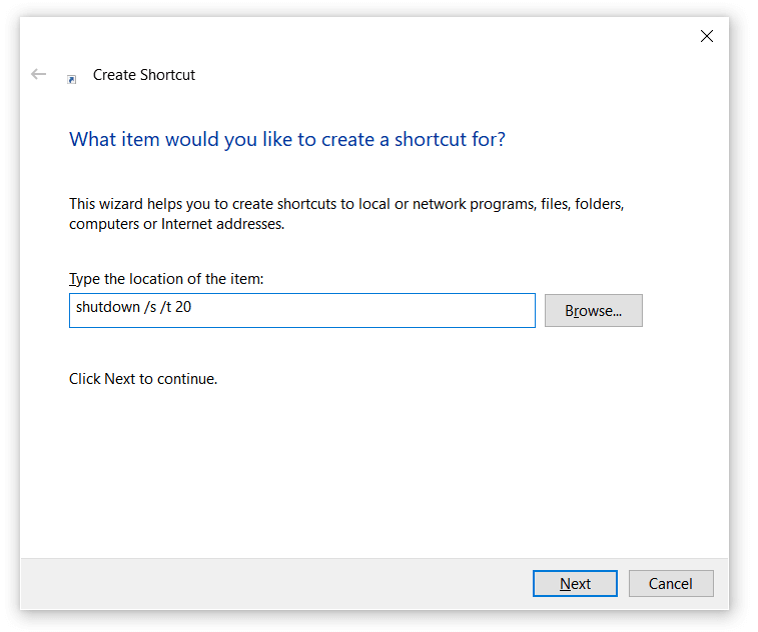 Create Shortcut
What item would you like to create a shortcut for?
This wizard helps you to create shortcuts to local or network programs, files, folders,
computers or Internet addresses.
Type the location of the item:
shutdown /s /t 20
Browse...
Click Next to continue.
Next
Cancel